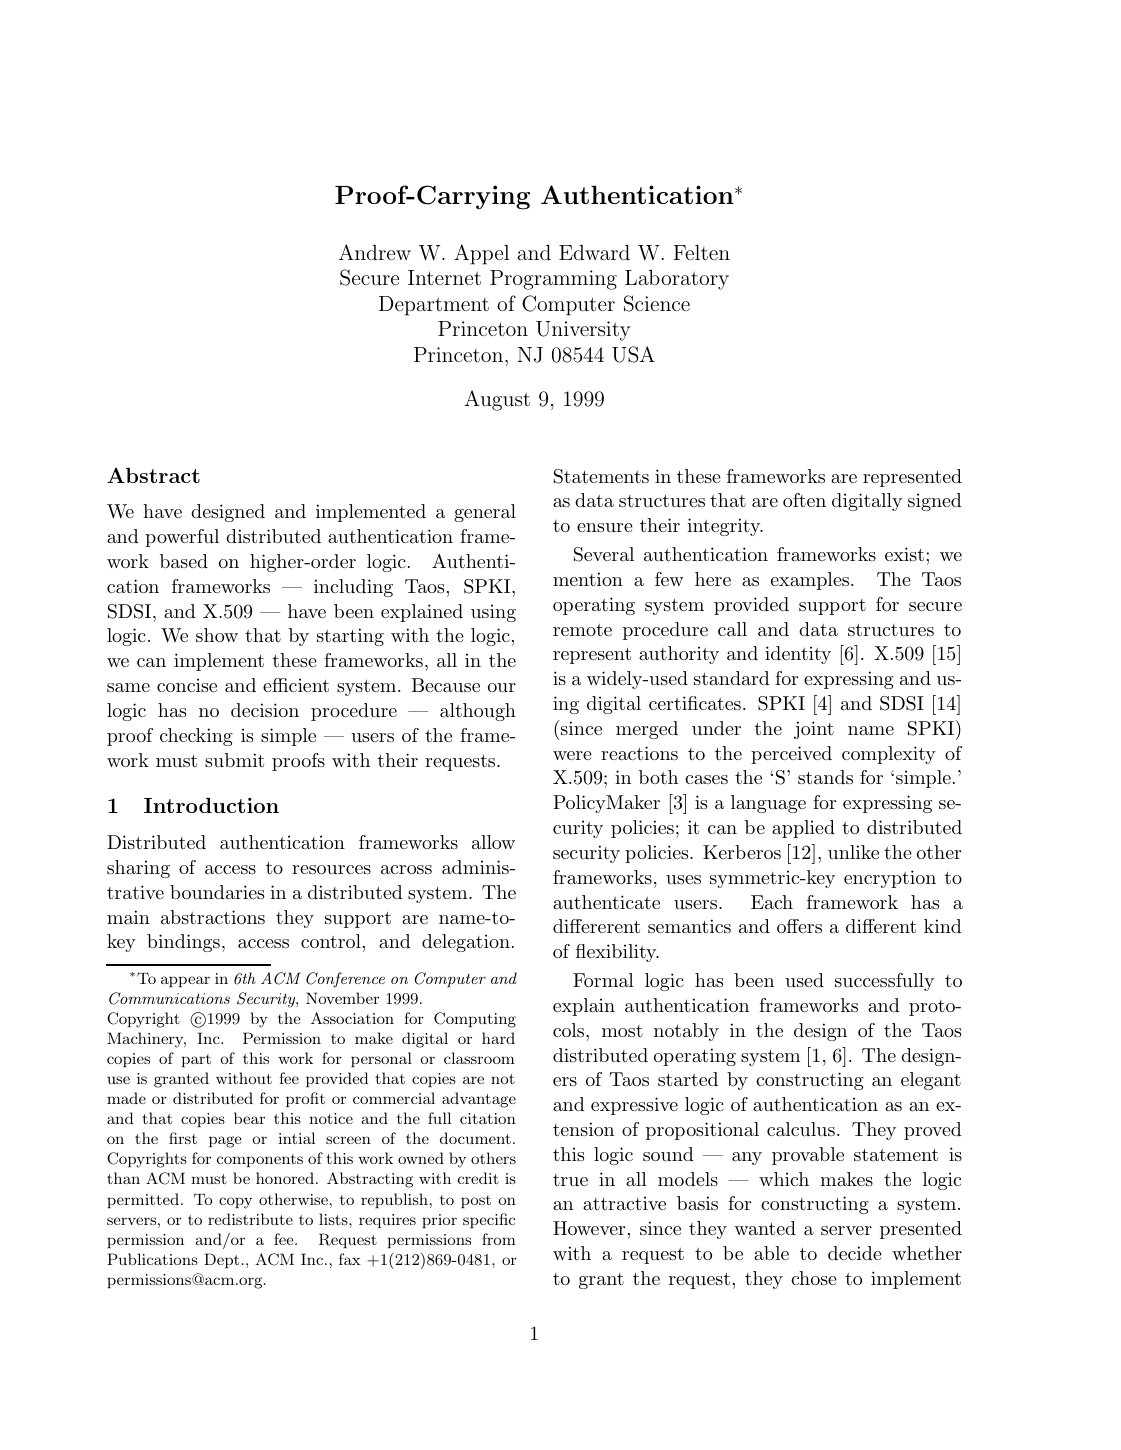 Proof-Carrying Authentication*
Andrew W. Appel and Edward W. Felten
Secure Internet Programming Laboratory
Department of Computer Science
Princeton University
Princeton, NJ 08544 USA
August 9, 1999
Abstract
We have designed and implemented a general
and powerful distributed authentication frame-
work based on higher-order logic. Authenti-
cation frameworks — including Taos, SPKI,
SDSI, and X.509 — have been explained using
logic. We show that by starting with the logic,
we can implement these frameworks, all in the
same concise and efficient system. Because our
logic has no decision procedure — although
proof checking is simple — users of the frame-
work must submit proofs with their requests.
1 Introduction
Distributed authentication frameworks allow
sharing of access to resources across adminis-
trative boundaries in a distributed system. The
main abstractions they support are name-to-
key bindings, access control, and delegation.
*To appear in 6th ACM Conference on Computer and
Communications Security, November 1999.
Copyright ©1999 by the Association for Computing
Machinery, Inc. Permission to make digital or hard
copies of part of this work for personal or classroom
use is granted without fee provided that copies are not
made or distributed for profit or commercial advantage
and that copies bear this notice and the full citation
on the first page or intial screen of the document.
Copyrights for components of this work owned by others
than ACM must be honored. Abstracting with credit is
permitted. To copy otherwise, to republish, to post on
servers, or to redistribute to lists, requires prior specific
permission and/or a fee. Request permissions from
Publications Dept., ACM Inc., fax +1(212)869-0481, or
permissions@acm.org.
Statements in these frameworks are represented
as data structures that are often digitally signed
to ensure their integrity.
Several authentication frameworks exist; we
mention a few here as examples. The Taos
operating system provided support for secure
remote procedure call and data structures to
represent authority and identity [6]. X.509 [15]
is a widely-used standard for expressing and us-
ing digital certificates. SPKI [4] and SDSI [14]
(since merged under the joint name SPKI)
were reactions to the perceived complexity of
X.509; in both cases the ‘S’ stands for ‘simple.’
PolicyMaker [3] is a language for expressing se-
curity policies; it can be applied to distributed
security policies. Kerberos [12], unlike the other
frameworks, uses symmetric-key encryption to
authenticate users. Each framework has a
differerent semantics and offers a different kind
of flexibility.
Formal logic has been used successfully to
explain authentication frameworks and proto-
cols, most notably in the design of the Taos
distributed operating system [1, 6]. The design-
ers of Taos started by constructing an elegant
and expressive logic of authentication as an ex-
tension of propositional calculus. They proved
this logic sound — any provable statement is
true in all models — which makes the logic
an attractive basis for constructing a system.
However, since they wanted a server presented
with a request to be able to decide whether
to grant the request, they chose to implement
1